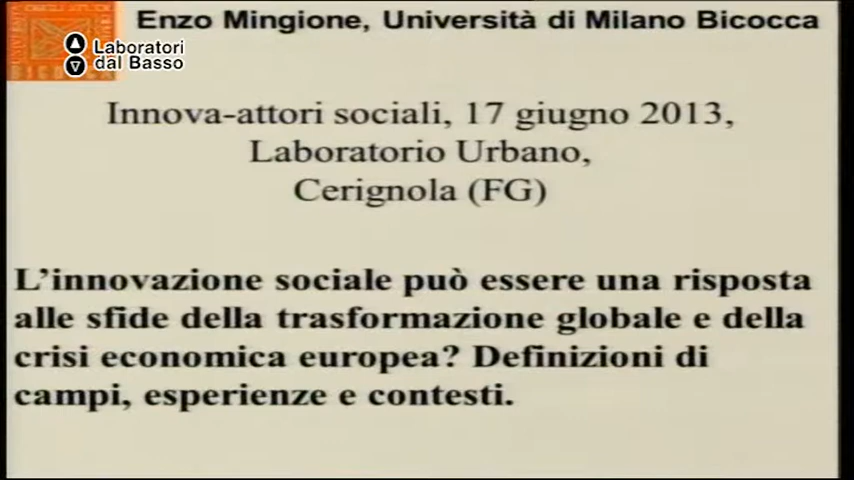 Enzo Mingione, Università di Milano Bicocca
Laboratori
dal Basso
BICOCCA
Innova-attori sociali, 17 giugno 2013,
Laboratorio Urbano,
Cerignola (FG)
L’innovazione sociale può essere una risposta
alle sfide della trasformazione globale e della
crisi economica europea? Definizioni di
campi, esperienze e contesti.